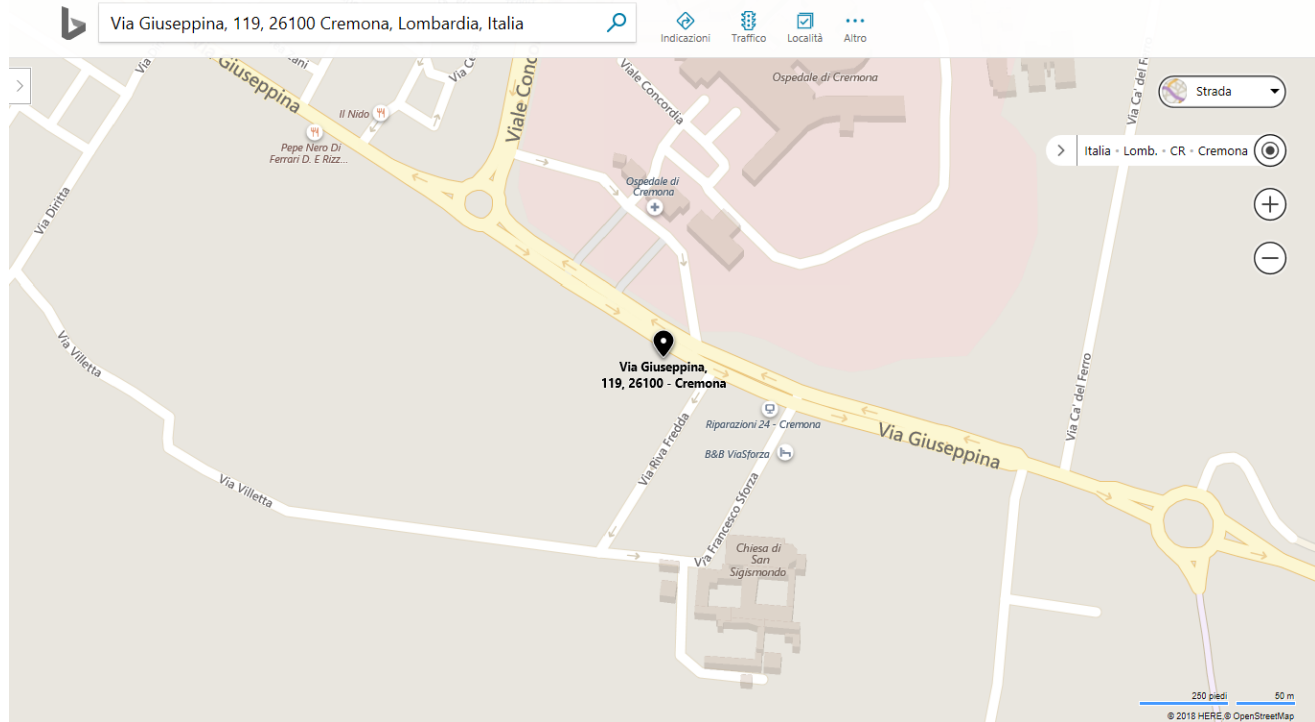 Via Giuseppina, 119, 26100 Cremona, Lombardia, Italia
Indicazioni
Traffico
Località
Altro
Giuseppina
Viale Conc
Viale Concordia
Ospedale di Cremona
Via Ca' del Ferro
Strada
Il Nido
Pepe Nero Di
Ferrari D. E Rizz...
Italia • Lomb. • CR • Cremona
Via Diritta
Ospedale di
Cremona
Via Villetta
Via Giuseppina,
119, 26100 - Cremona
Via Ca' del Ferro
Riparazioni 24 - Cremona
Via Giuseppina
B&B ViaSforza
Via Riva Fredda
Via Villetta
Via Francesco Sforza
Chiesa di
San
Sigismondo
250 piedi
50 m
© 2018 HERE,© OpenStreetMap